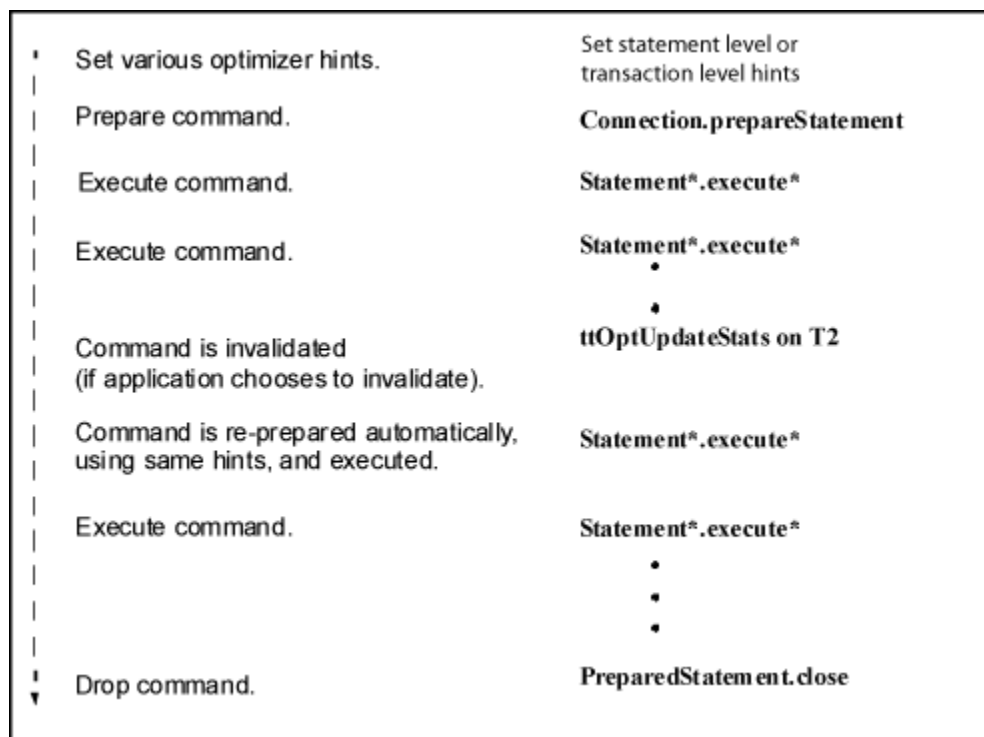 Set various optimizer hints.
Set statement level or
transaction level hints
Prepare command.
Connection.prepareStatement
Execute command.
Statement*.execute*
Execute command.
Statement*.execute*
Command is invalidated
(if application chooses to invalidate).
ttOptUpdateStats on T2
Command is re-prepared automatically,
using same hints, and executed.
Statement*.execute*
Execute command.
Statement*.execute*
Drop command.
PreparedStatement.close